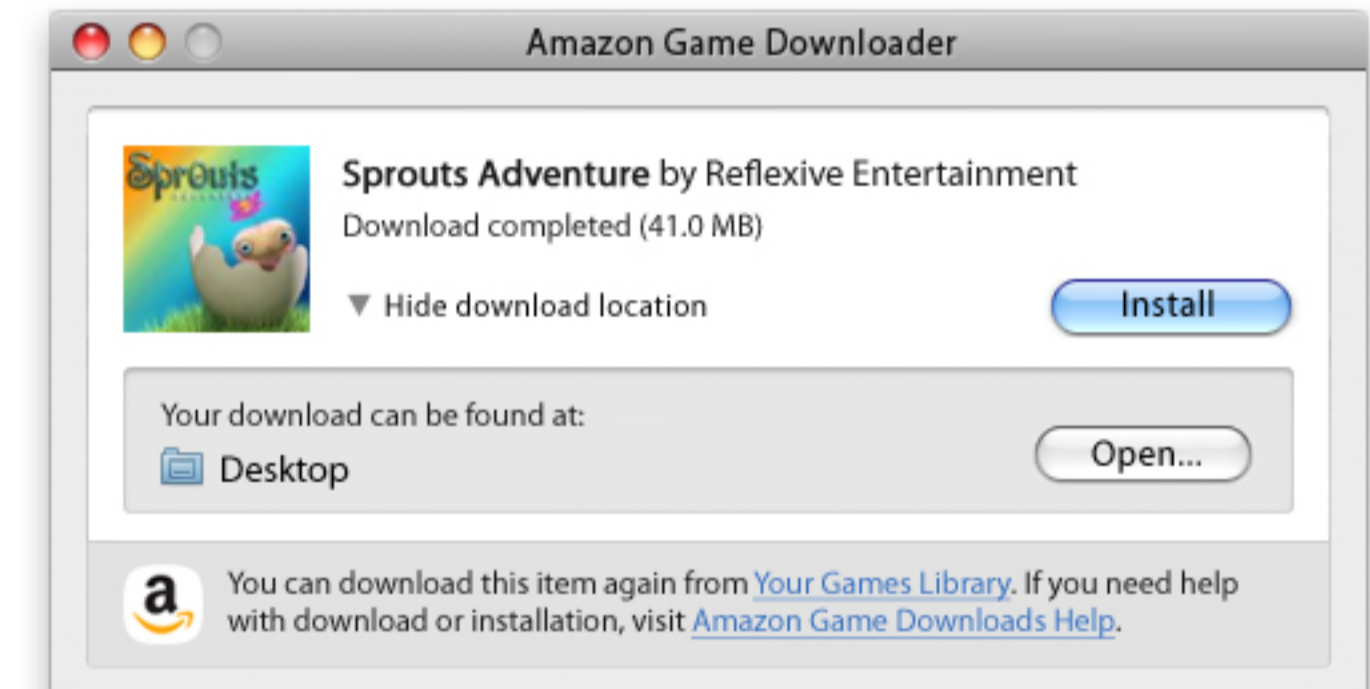 Amazon Game Downloader
Sprouts
Sprouts Adventure by Reflexive Entertainment
Download completed (41.0 MB)
Hide download location
Install
Your download can be found at:
Desktop
Open...
a
You can download this item again from Your Games Library. If you need help
with download or installation, visit Amazon Game Downloads Help.